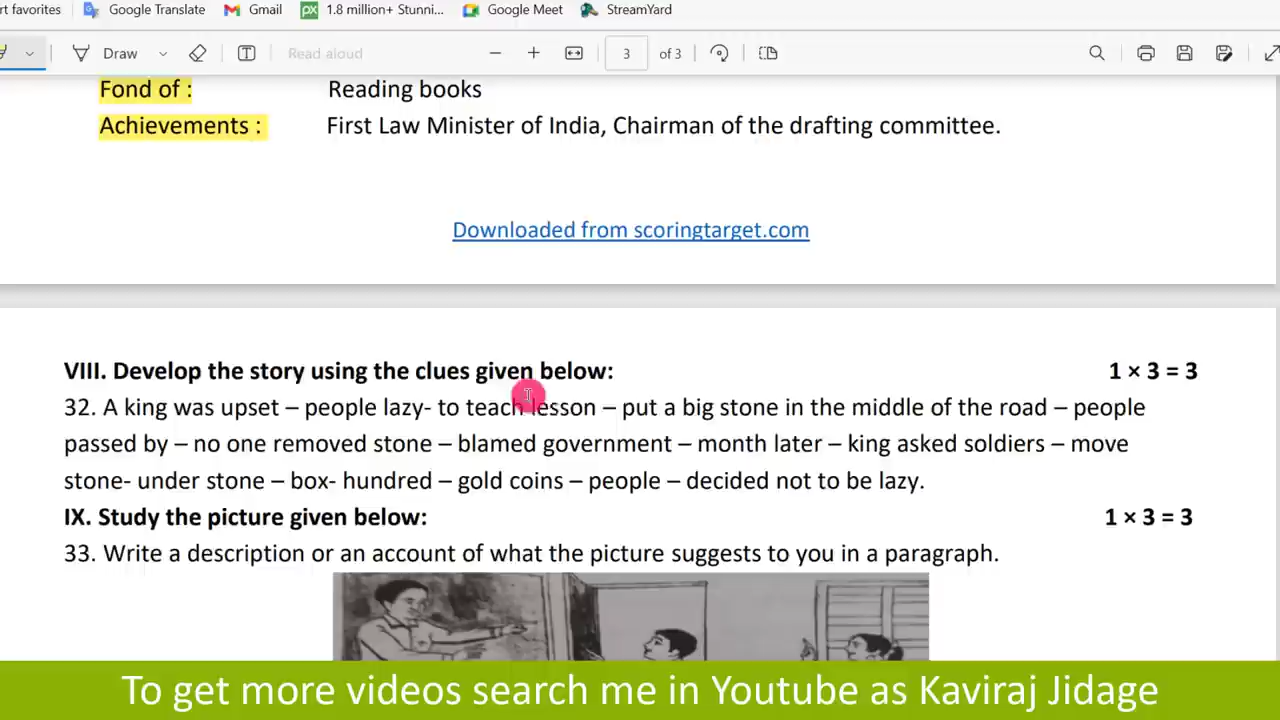 rt favorites Google Translate Gmail 1.8 million+ Stunni... Google Meet StreamYard
Draw Read aloud 3 of 3
Fond of : Reading books
Achievements : First Law Minister of India, Chairman of the drafting committee.
Downloaded from scoringtarget.com
VIII. Develop the story using the clues given below: 1 × 3 = 3
32. A king was upset – people lazy- to teach lesson – put a big stone in the middle of the road – people
passed by – no one removed stone – blamed government – month later – king asked soldiers – move
stone- under stone – box- hundred – gold coins – people – decided not to be lazy.
IX. Study the picture given below: 1 × 3 = 3
33. Write a description or an account of what the picture suggests to you in a paragraph.
To get more videos search me in Youtube as Kaviraj Jidage